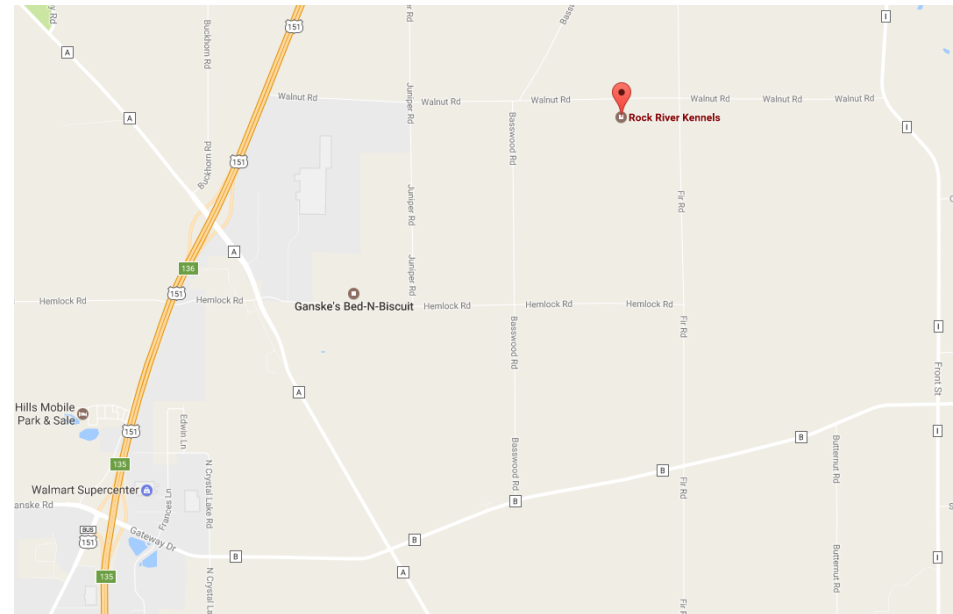 151
I
A
Buckhorn Rd
Basswood
Juniper Rd
Walnut Rd
Walnut Rd
Walnut Rd
Walnut Rd
Walnut Rd
Walnut Rd
Rock River Kennels
A
I
Buckhorn Rd
151
Basswood Rd
Juniper Rd
Fir Rd
A
Juniper Rd
136
151
Ganske's Bed-N-Biscuit
Hemlock Rd
Hemlock Rd
Hemlock Rd
Hemlock Rd
Hemlock Rd
Basswood Rd
Fir Rd
I
A
Front St
Hills Mobile
Park & Sale
151
Edwin Ln
I
B
Basswood Rd
Butternut Rd
135
B
Walmart Supercenter
N Crystal Lake Rd
Fir Rd
Frances Ln
B
anske Rd
BUS
151
Gateway Dr
B
B
I
Butternut Rd
135
N Crystal La
A
Fir R